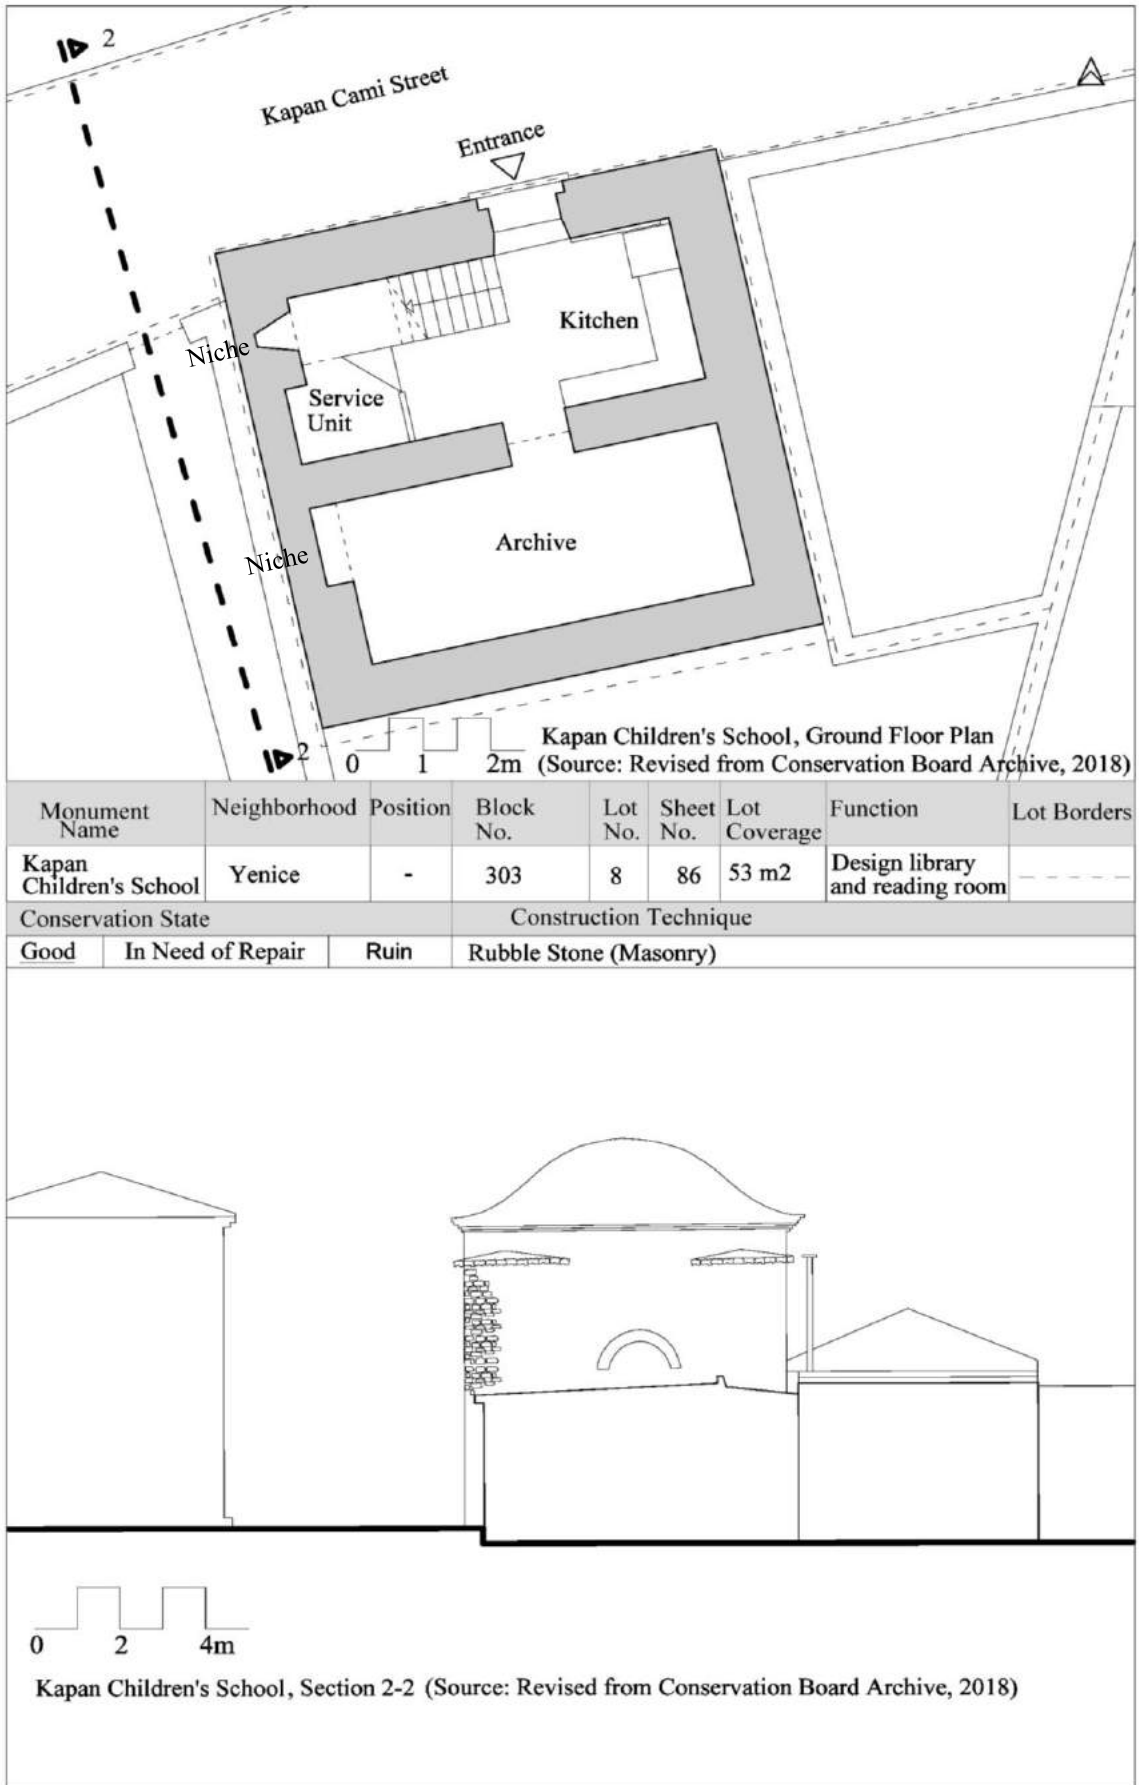 2
Kapan Cami Street
Entrance
Kitchen
Niche
Service
Unit
Niche
Archive
2
0 1 2m
Kapan Children's School, Ground Floor Plan
(Source: Revised from Conservation Board Archive, 2018)
Monument Name Neighborhood Position Block No. Lot No. Sheet No. Lot Coverage Function Lot Borders
Kapan Children's School Yenice - 303 8 86 53 m2 Design library and reading room
Conservation State Construction Technique
Good In Need of Repair Ruin Rubble Stone (Masonry)
0 2 4m
Kapan Children's School, Section 2-2 (Source: Revised from Conservation Board Archive, 2018)